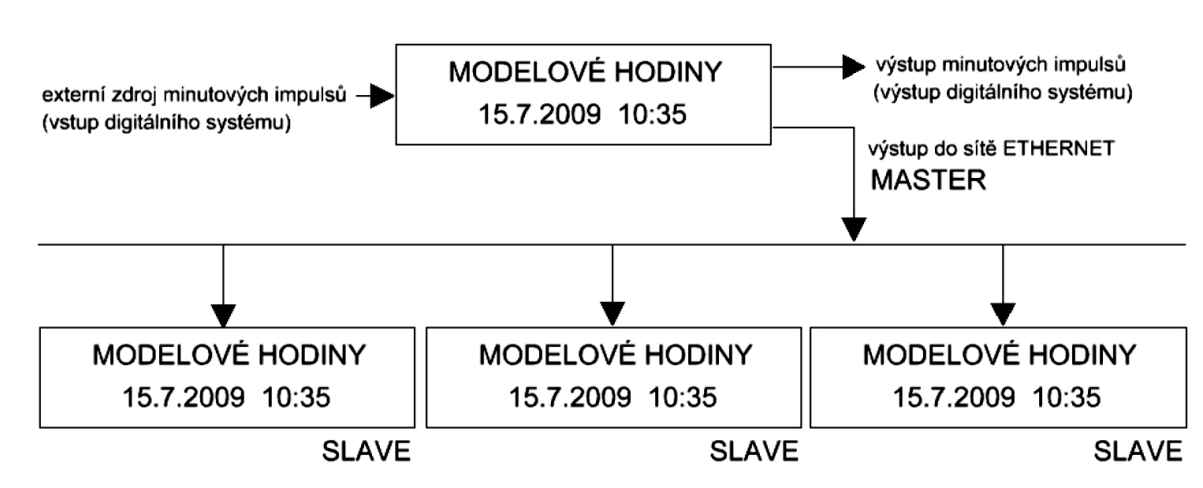 MODELOVÉ HODINY
15.7.2009 10:35
externí zdroj minutových impulsů
(vstup digitálního systému)
výstup minutových impulsů
(výstup digitálního systému)
výstup do sítě ETHERNET
MASTER
MODELOVÉ HODINY
15.7.2009 10:35
SLAVE
MODELOVÉ HODINY
15.7.2009 10:35
SLAVE
MODELOVÉ HODINY
15.7.2009 10:35
SLAVE